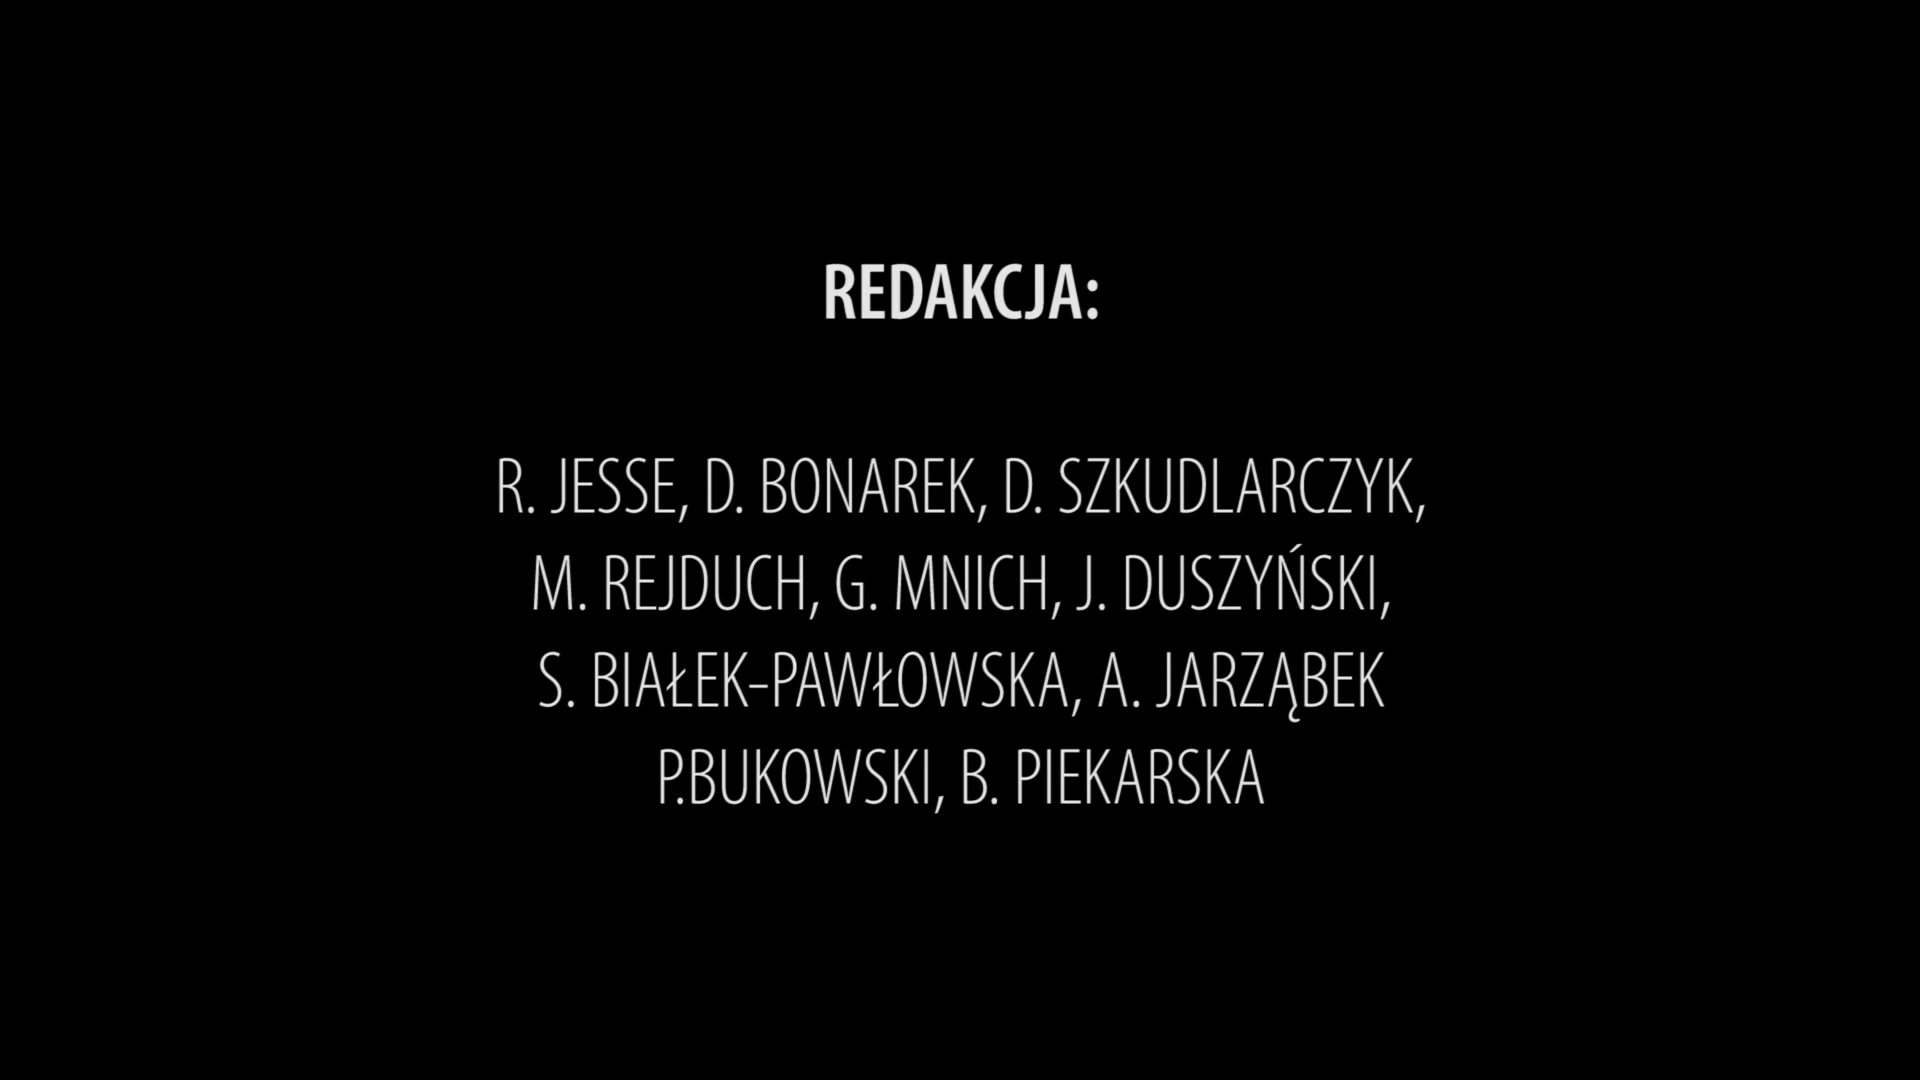 REDAKCJA:
R. JESSE, D. BONAREK, D. SZKUDLARCZYK,
M. REJDUCH, G. MNICH, J. DUSZYŃSKI,
S. BIAŁEK-PAWŁOWSKA, A. JARZĄBEK
P.BUKOWSKI, B. PIEKARSKA